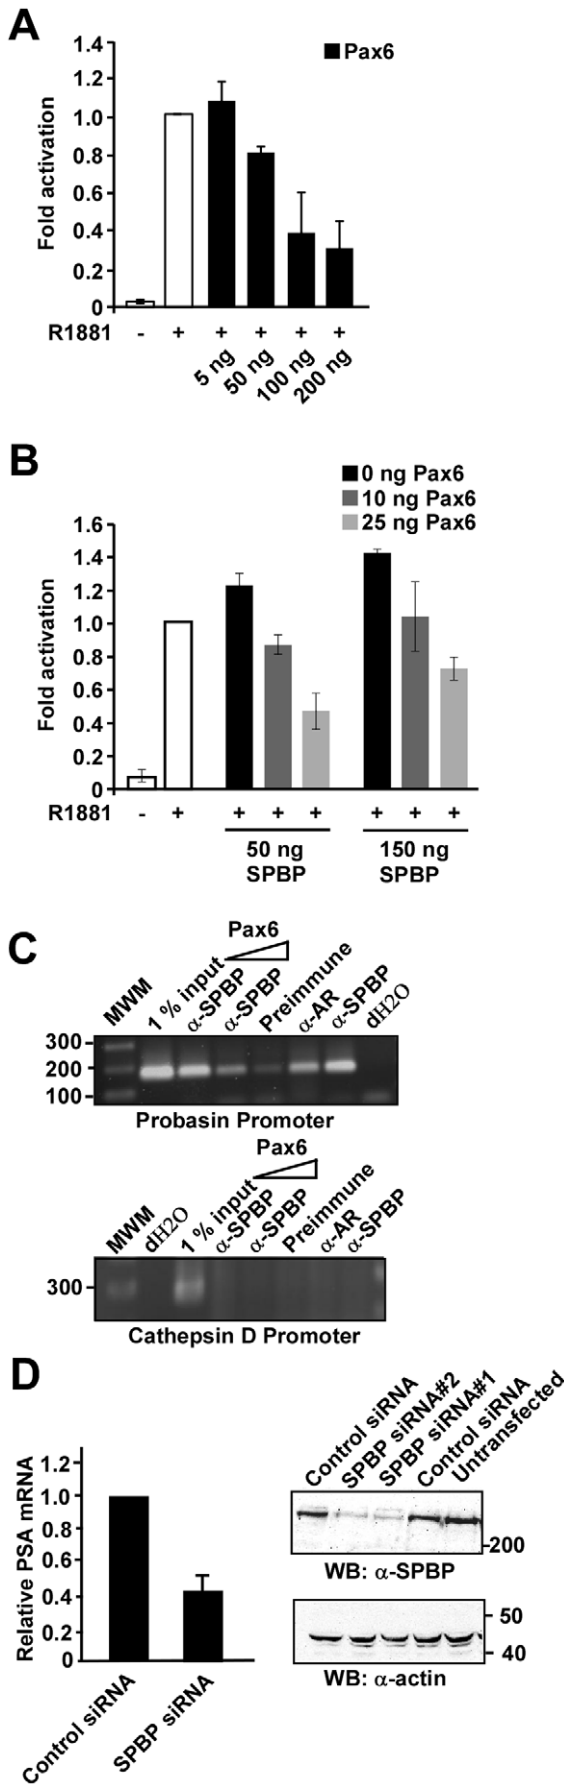 A
Pax6
1.4
1.2
1.0
0.8
0.6
0.4
0.2
0
Fold activation
R1881 - + + + + +
5 ng 50 ng 100 ng 200 ng
B
0 ng Pax6
10 ng Pax6
25 ng Pax6
1.6
1.4
1.2
1.0
0.8
0.6
0.4
0.2
0
Fold activation
R1881 - + + + + + + +
50 ng SPBP
150 ng SPBP
C
Pax6
MWM 1 % input α-SPBP α-SPBP Preimmune α-AR α-SPBP dH2O
300
200
100
Probasin Promoter
Pax6
MWM dH2O 1 % input α-SPBP α-SPBP Preimmune α-AR α-SPBP
300
Cathepsin D Promoter
D
1.2
1.0
0.8
0.6
0.4
0.2
0
Relative PSA mRNA
Control siRNA SPBP siRNA
Control siRNA SPBP siRNA#2 SPBP siRNA#1 Control siRNA Untransfected
200
WB: α-SPBP
50
40
WB: α-actin